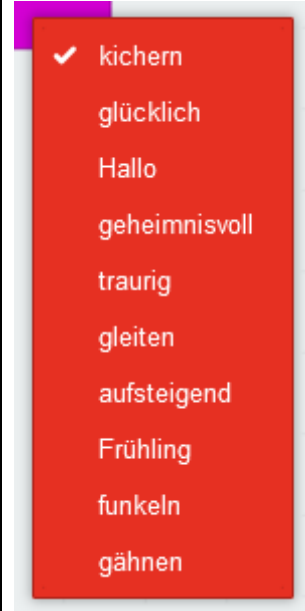 kichern
glücklich
Hallo
geheimnisvoll
traurig
gleiten
aufsteigend
Frühling
funkeln
gähnen